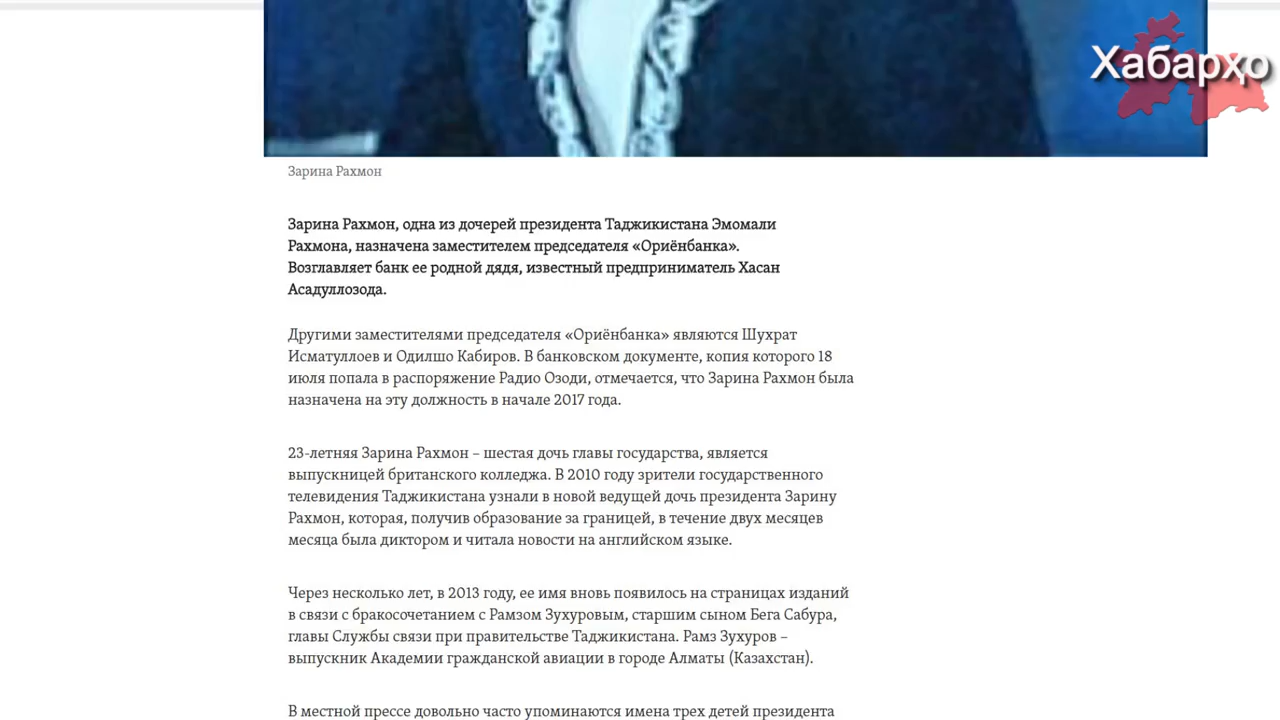 Хабарҳо
Зарина Рахмон
Зарина Рахмон, одна из дочерей президента Таджикистана Эмомали
Рахмона, назначена заместителем председателя «Ориёнбанка».
Возглавляет банк ее родной дядя, известный предприниматель Хасан
Асадуллозода.
Другими заместителями председателя «Ориёнбанка» являются Шухрат
Исматуллоев и Одилшо Кабиров. В банковском документе, копия которого 18
июля попала в распоряжение Радио Озоди, отмечается, что Зарина Рахмон была
назначена на эту должность в начале 2017 года.
23-летняя Зарина Рахмон – шестая дочь главы государства, является
выпускницей британского колледжа. В 2010 году зрители государственного
телевидения Таджикистана узнали в новой ведущей дочь президента Зарину
Рахмон, которая, получив образование за границей, в течение двух месяцев
месяца была диктором и читала новости на английском языке.
Через несколько лет, в 2013 году, ее имя вновь появилось на страницах изданий
в связи с бракосочетанием с Рамзом Зухуровым, старшим сыном Бега Сабура,
главы Службы связи при правительстве Таджикистана. Рамз Зухуров –
выпускник Академии гражданской авиации в городе Алматы (Казахстан).
В местной прессе довольно часто упоминаются имена трех детей президента